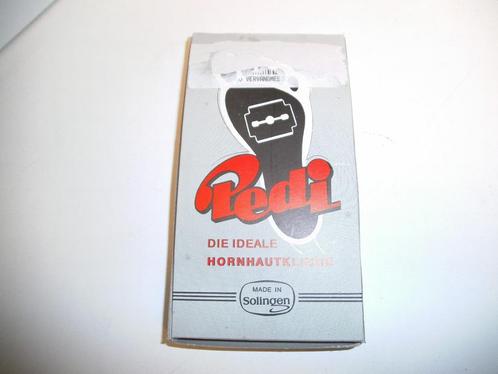 Pedi
DIE IDEALE
HORNHAUTKLINGE
MADE IN
Solingen